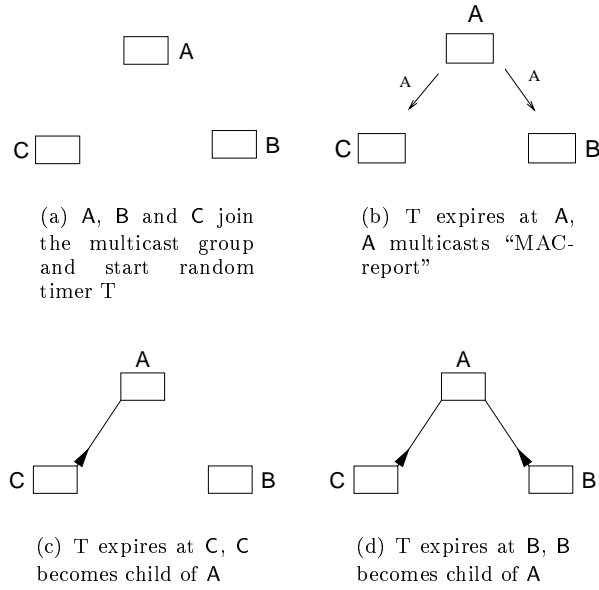 A
C
B
(a) A, B and C join
the multicast group
and start random
timer T
A
A
A
C
B
(b) T expires at A,
A multicasts “MAC-
report”
A
C
B
(c) T expires at C, C
becomes child of A
A
C
B
(d) T expires at B, B
becomes child of A